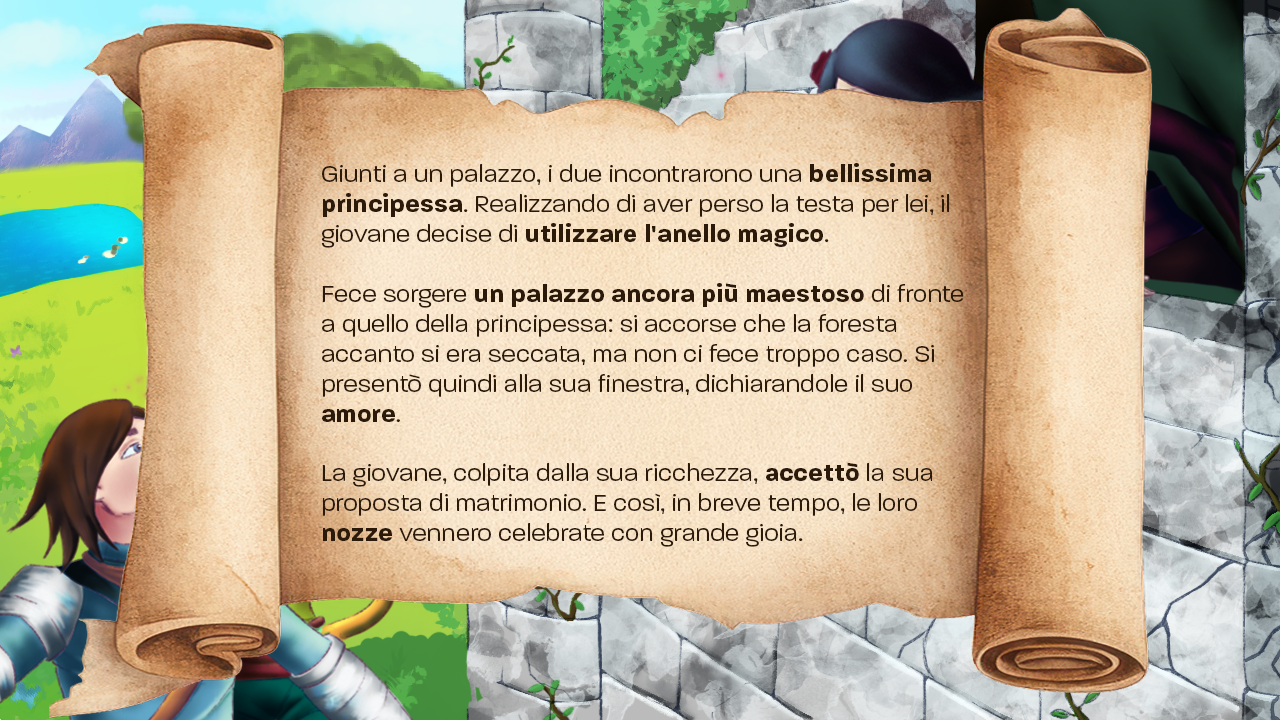 Giunti a un palazzo, i due incontrarono una bellissima
principessa. Realizzando di aver perso la testa per lei, il
giovane decise di utilizzare l'anello magico.
Fece sorgere un palazzo ancora più maestoso di fronte
a quello della principessa: si accorse che la foresta
accanto si era seccata, ma non ci fece troppo caso. Si
presentò quindi alla sua finestra, dichiarandole il suo
amore.
La giovane, colpita dalla sua ricchezza, accettò la sua
proposta di matrimonio. E così, in breve tempo, le loro
nozze vennero celebrate con grande gioia.